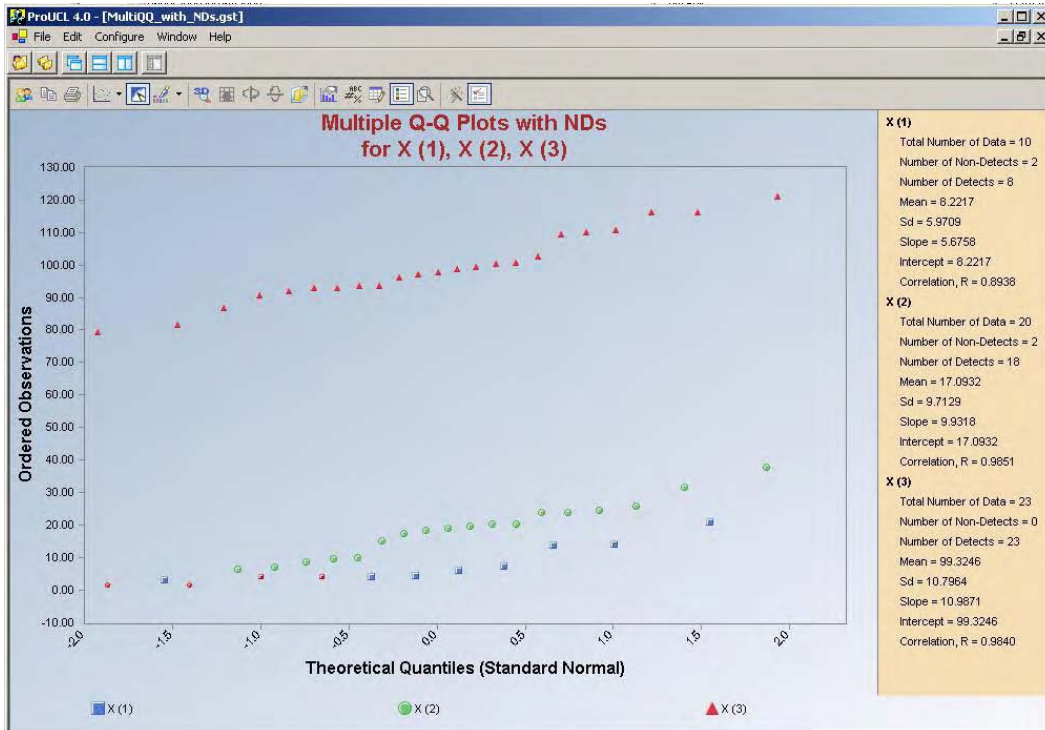 ProUCL 4.0 - [MultiQQ_with_NDs.gst]
File Edit Configure Window Help
Multiple Q-Q Plots with NDs
for X (1), X (2), X (3)
130.00
120.00
110.00
100.00
90.00
80.00
70.00
60.00
50.00
40.00
30.00
20.00
10.00
0.00
-10.00
Ordered Observations
-2.0
-1.5
-1.0
-0.5
0.0
0.5
1.0
1.5
2.0
Theoretical Quantiles (Standard Normal)
X (1)
X (2)
X (3)
X (1)
Total Number of Data = 10
Number of Non-Detects = 2
Number of Detects = 8
Mean = 8.2217
Sd = 5.9709
Slope = 5.6758
Intercept = 8.2217
Correlation, R = 0.8938
X (2)
Total Number of Data = 20
Number of Non-Detects = 2
Number of Detects = 18
Mean = 17.0932
Sd = 9.7129
Slope = 9.9318
Intercept = 17.0932
Correlation, R = 0.9851
X (3)
Total Number of Data = 23
Number of Non-Detects = 0
Number of Detects = 23
Mean = 99.3246
Sd = 10.7964
Slope = 10.9871
Intercept = 99.3246
Correlation, R = 0.9840